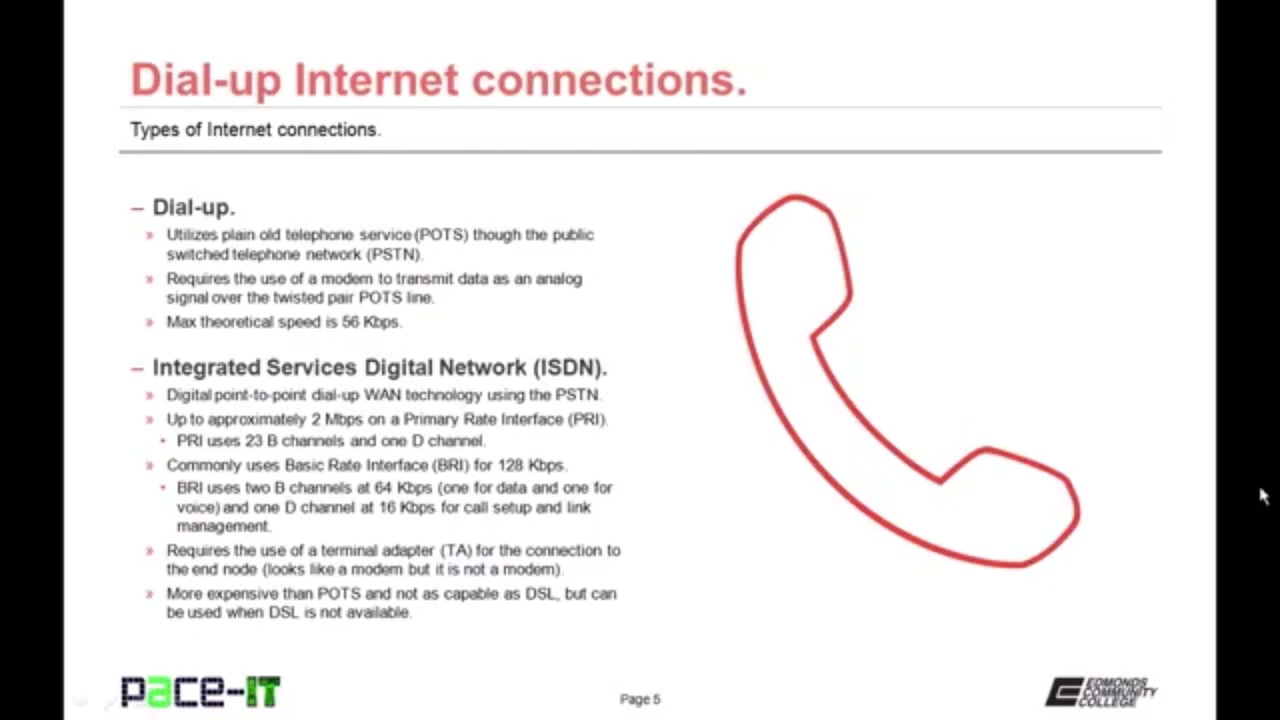 Dial-up Internet connections.
Types of Internet connections.
– Dial-up.
» Utilizes plain old telephone service (POTS) though the public
switched telephone network (PSTN).
» Requires the use of a modem to transmit data as an analog
signal over the twisted pair POTS line.
» Max theoretical speed is 56 Kbps.
– Integrated Services Digital Network (ISDN).
» Digital point-to-point dial-up WAN technology using the PSTN.
» Up to approximately 2 Mbps on a Primary Rate Interface (PRI).
• PRI uses 23 B channels and one D channel.
» Commonly uses Basic Rate Interface (BRI) for 128 Kbps.
• BRI uses two B channels at 64 Kbps (one for data and one for
voice) and one D channel at 16 Kbps for call setup and link
management.
» Requires the use of a terminal adapter (TA) for the connection to
the end node (looks like a modem but it is not a modem).
» More expensive than POTS and not as capable as DSL, but can
be used when DSL is not available.
pace-IT
Page 5
EDMONDS
COMMUNITY
COLLEGE